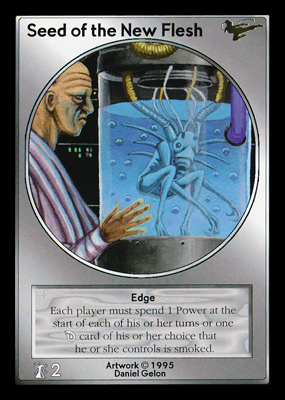 Seed of the New Flesh
Edge
Each player must spend 1 Power at the
start of each of his or her turns or one
card of his or her choice that
he or she controls is smoked.
2
Artwork © 1995
Daniel Gelon